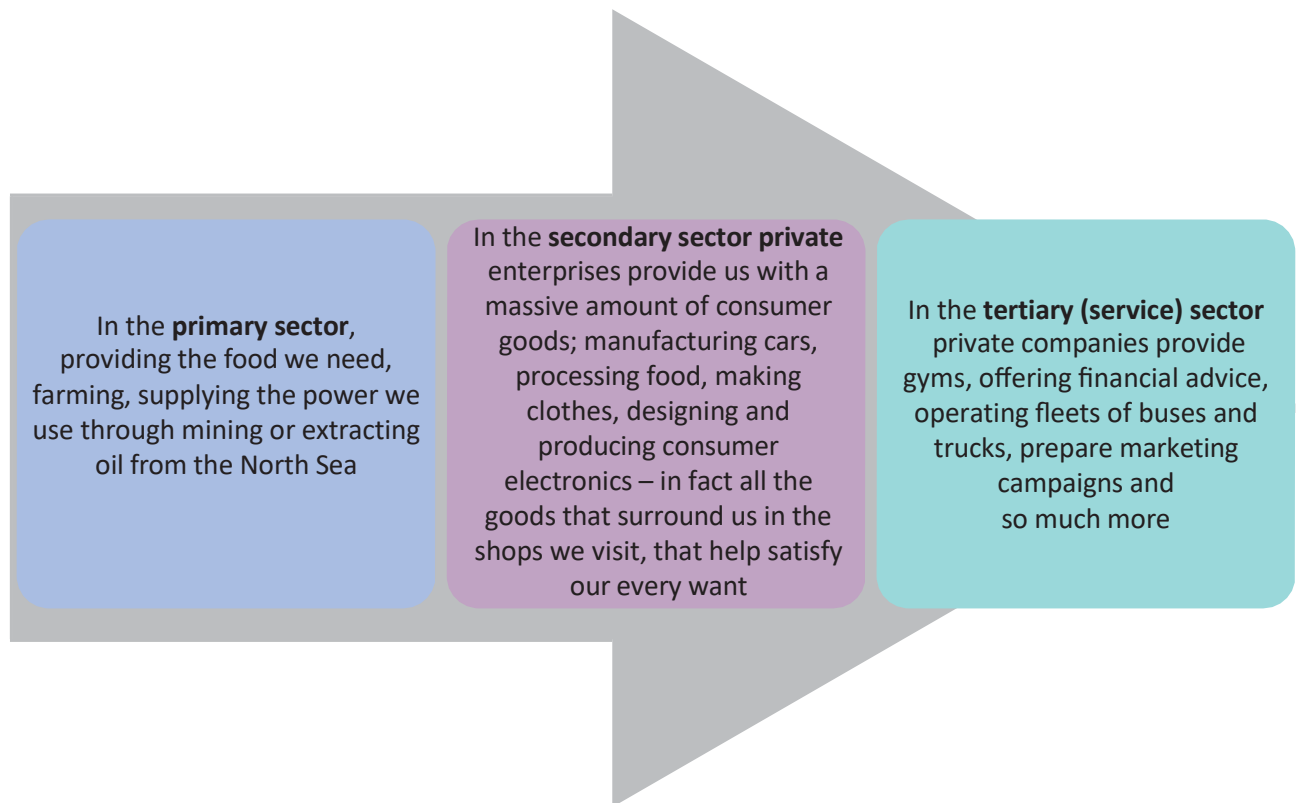 In the primary sector,
providing the food we need,
farming, supplying the power we
use through mining or extracting
oil from the North Sea
In the secondary sector private
enterprises provide us with a
massive amount of consumer
goods; manufacturing cars,
processing food, making
clothes, designing and
producing consumer
electronics – in fact all the
goods that surround us in the
shops we visit, that help satisfy
our every want
In the tertiary (service) sector
private companies provide
gyms, offering financial advice,
operating fleets of buses and
trucks, prepare marketing
campaigns and
so much more